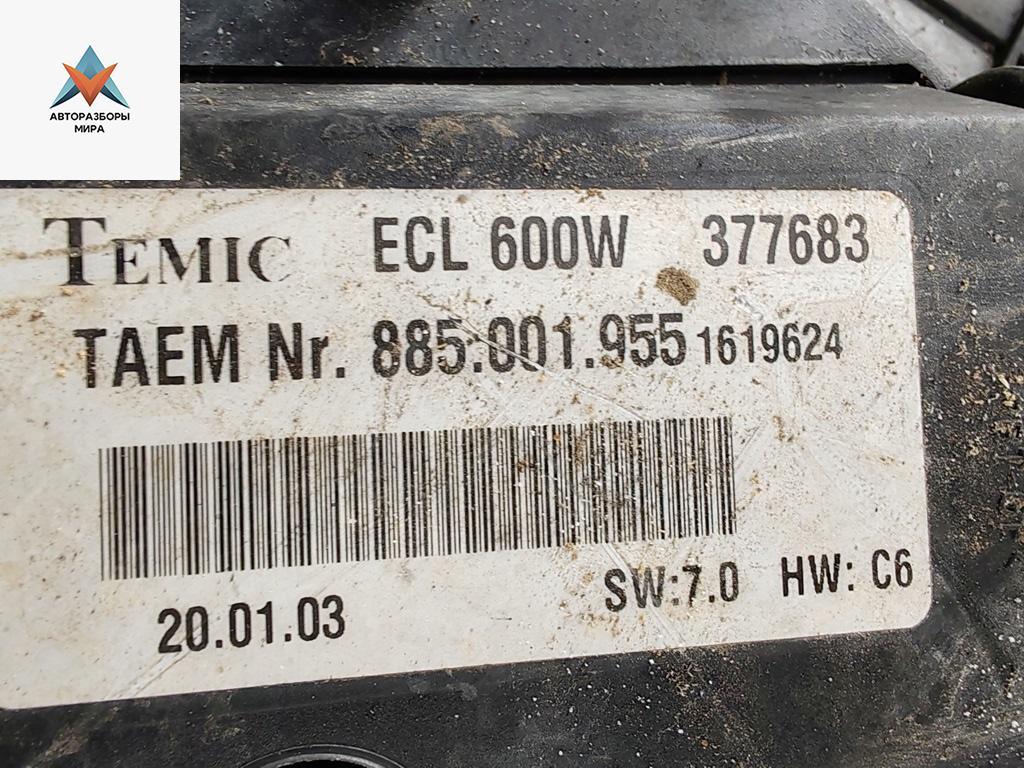 АВТОРАЗБОРЫ
МИРА
TEMIC ECL 600W 377683
TAEM Nr. 885.001.955 1619624
20.01.03 SW:7.0 HW: C6